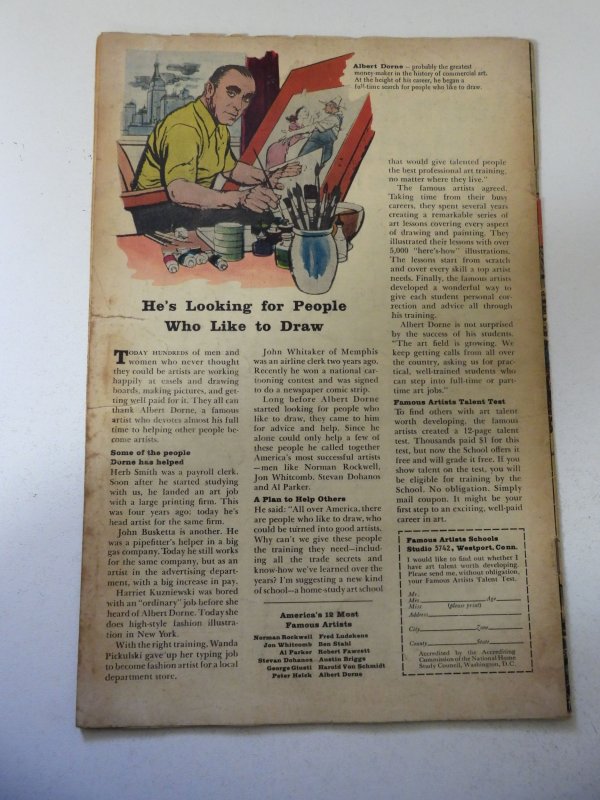 Albert Dorne – probably the greatest
money-maker in the history of commercial art.
At the height of his career, he began a
full-time search for people who like to draw.
He's Looking for People
Who Like to Draw
TODAY HUNDREDS of men and
women who never thought
they could be artists are working
happily at easels and drawing
boards, making pictures, and get-
ting well paid for it. They all can
thank Albert Dorne, a famous
artist who devotes almost his full
time to helping other people be-
come artists.
Some of the people
Dorne has helped
Herb Smith was a payroll clerk.
Soon after he started studying
with us, he landed an art job
with a large printing firm. This
was four years ago: today he's
head artist for the same firm.
John Busketta is another. He
was a pipefitter's helper in a big
gas company. Today he still works
for the same company, but as an
artist in the advertising depart-
ment, with a big increase in pay.
Harriet Kuzniewski was bored
with an "ordinary" job before she
heard of Albert Dorne. Today she
does high-style fashion illustra-
tion in New York.
With the right training, Wanda
Pickulski gave up her typing job
to become fashion artist for a local
department store.
John Whitaker of Memphis
was an airline clerk two years ago.
Recently he won a national car-
tooning contest and was signed
to do a newspaper comic strip.
Long before Albert Dorne
started looking for people who
like to draw, they came to him
for advice and help. Since he
alone could only help a few of
these people he called together
America's most successful artists
—men like Norman Rockwell,
Jon Whitcomb, Stevan Dohanos
and Al Parker.
A Plan to Help Others
He said: "All over America, there
are people who like to draw, who
could be turned into good artists.
Why can't we give these people
the training they need—includ-
ing all the trade secrets and
know-how we've learned over the
years? I'm suggesting a new kind
of school—a home-study art school
America's 12 Most
Famous Artists
Norman Rockwell Fred Ludekens
Jon Whitcomb Ben Stahl
Al Parker Robert Fawcett
Stevan Dohanos Austin Briggs
George Giusti Harold Von Schmidt
Peter Helck Albert Dorne
that would give talented people
the best professional art training,
no matter where they live."
The famous artists agreed.
Taking time from their busy
careers, they spent several years
creating a remarkable series of
art lessons covering every aspect
of drawing and painting. They
illustrated their lessons with over
5,000 "here's-how" illustrations.
The lessons start from scratch
and cover every skill a top artist
needs. Finally, the famous artists
developed a wonderful way to
give each student personal cor-
rection and advice all through
his training.
Albert Dorne is not surprised
by the success of his students.
"The art field is growing. We
keep getting calls from all over
the country, asking us for prac-
tical, well-trained students who
can step into full-time or part-
time art jobs."
Famous Artists Talent Test
To find others with art talent
worth developing, the famous
artists created a 12-page talent
test. Thousands paid $1 for this
test, but now the School offers it
free and will grade it free. If you
show talent on the test, you will
be eligible for training by the
School. No obligation. Simply
mail coupon. It might be your
first step to an exciting, well-paid
career in art.
Famous Artists Schools
Studio 5742, Westport, Conn.
I would like to find out whether I
have art talent worth developing.
Please send me, without obligation,
your Famous Artists Talent Test.
Mr.
Mrs. Age
Miss (please print)
Address
City Zone
County State
Accredited by the Accrediting
Commission of the National Home
Study Council, Washington, D.C.